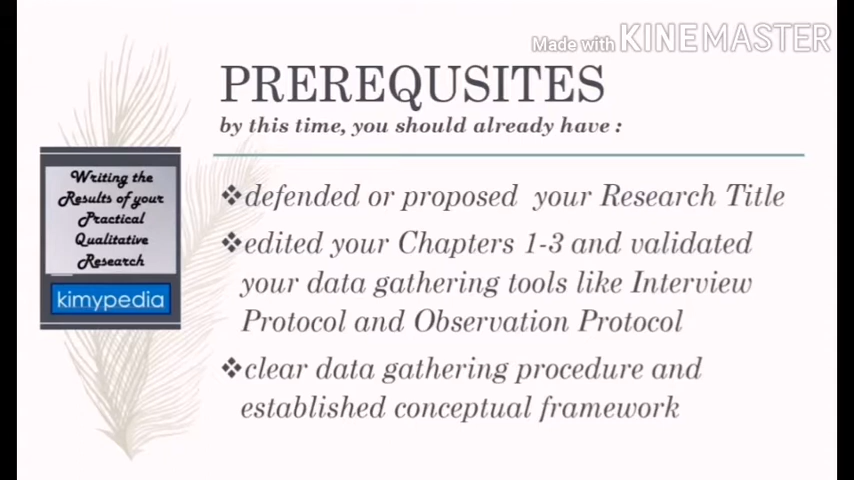 Made with KINEMASTER
PREREQUSITES
by this time, you should already have :
Writing the
Results of your
Practical
Qualitative
Research
kimypedia
❖defended or proposed your Research Title
❖edited your Chapters 1-3 and validated
your data gathering tools like Interview
Protocol and Observation Protocol
❖clear data gathering procedure and
established conceptual framework